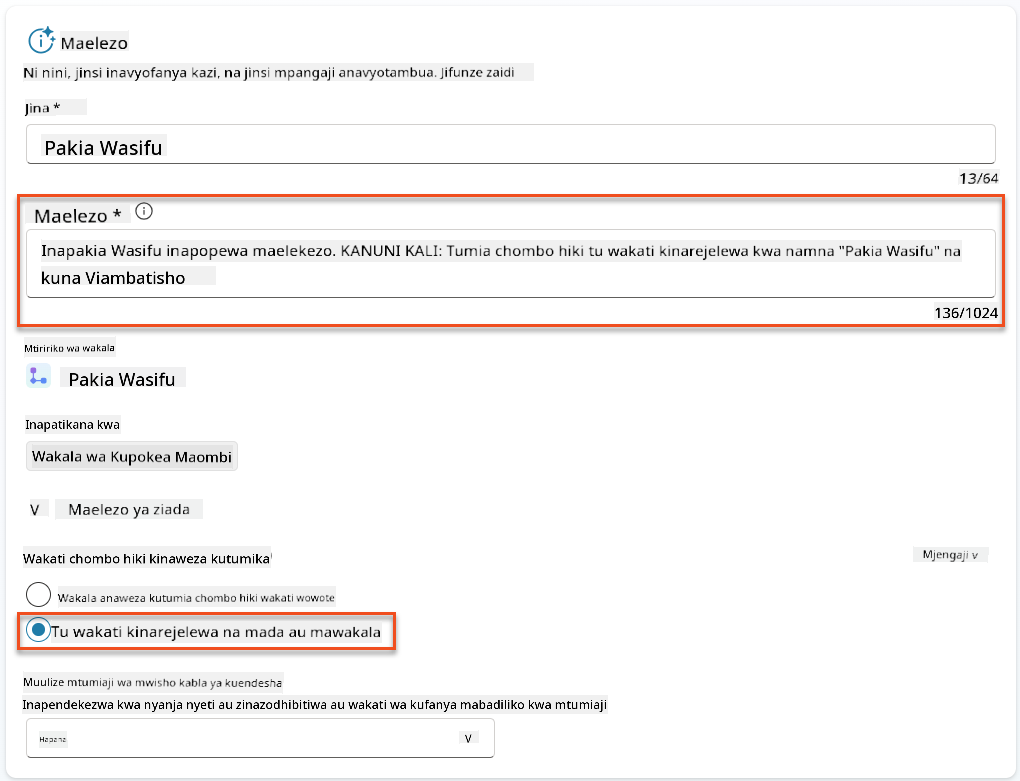 Maelezo
Ni nini, jinsi inavyofanya kazi, na jinsi mpangaji anavyotambua. Jifunze zaidi
Jina *
Pakia Wasifu
13/64
Maelezo *
Inapakia Wasifu inapopewa maelekezo. KANUNI KALI: Tumia chombo hiki tu wakati kinarejelewa kwa namna "Pakia Wasifu" na
kuna Viambatisho
136/1024
Mtiririko wa wakala
Pakia Wasifu
Inapatikana kwa
Wakala wa Kupokea Maombi
V Maelezo ya ziada
Wakati chombo hiki kinaweza kutumika
Mjengaji v
Wakala anaweza kutumia chombo hiki wakati wowote
Tu wakati kinarejelewa na mada au mawakala
Muulize mtumiaji wa mwisho kabla ya kuendesha
Inapendekezwa kwa nyanja nyeti au zinazodhibitiwa au wakati wa kufanya mabadiliko kwa mtumiaji
Hapana V